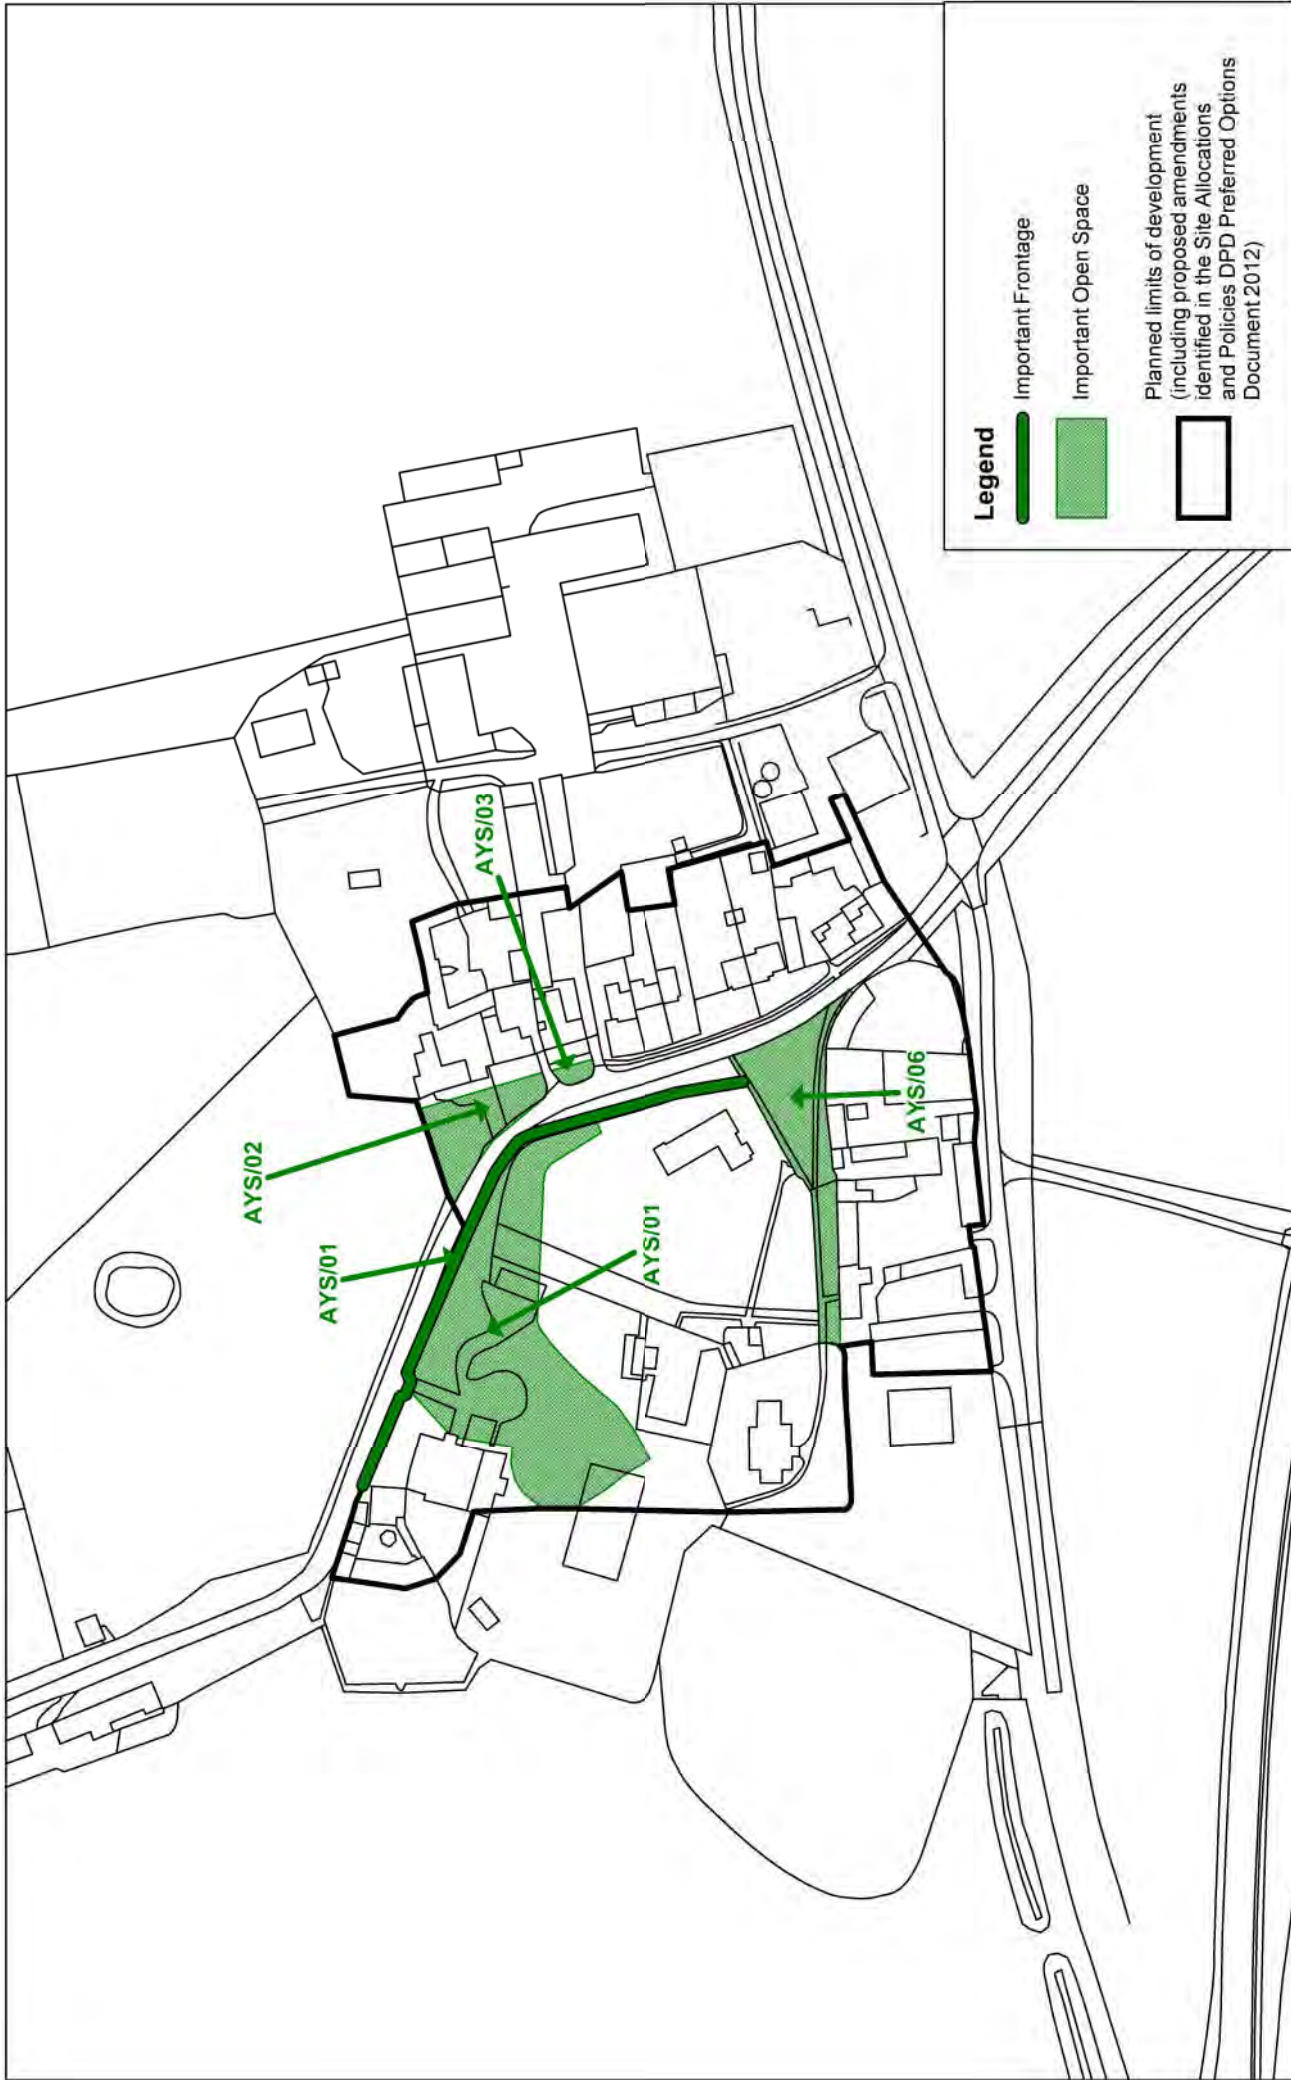 AYS/01
AYS/02
AYS/01
AYS/03
AYS/06
Legend
Important Frontage
Important Open Space
Planned limits of development
(including proposed amendments
identified in the Site Allocations
and Policies DPD Preferred Options
Document 2012)